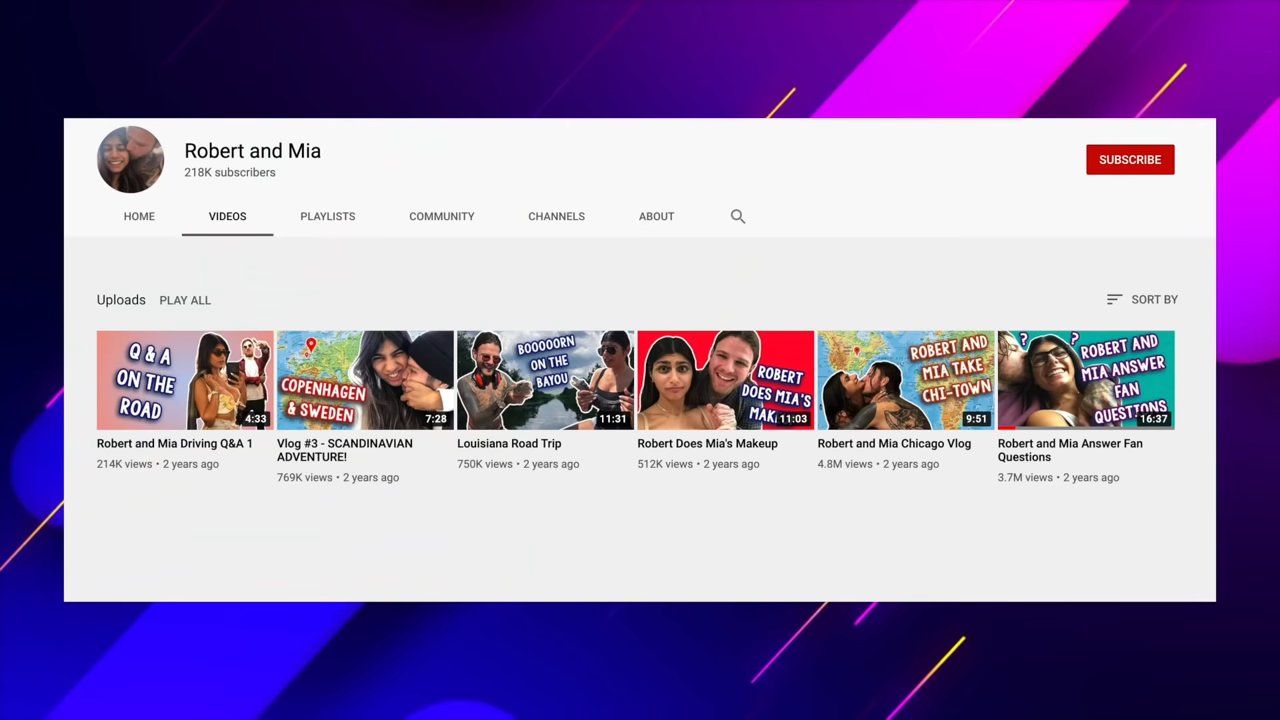 Robert and Mia
218K subscribers
SUBSCRIBE
HOME VIDEOS PLAYLISTS COMMUNITY CHANNELS ABOUT
Uploads PLAY ALL SORT BY
Q & A
ON THE
ROAD
4:33
Robert and Mia Driving Q&A 1
214K views • 2 years ago
COPENHAGEN
& SWEDEN
7:28
Vlog #3 - SCANDINAVIAN
ADVENTURE!
769K views • 2 years ago
BOOOOORN
ON THE
BAYOU
11:31
Louisiana Road Trip
750K views • 2 years ago
ROBERT
DOES MIA'S
MAK
11:03
Robert Does Mia's Makeup
512K views • 2 years ago
ROBERT AND
MIA TAKE
CHI-TOWN
9:51
Robert and Mia Chicago Vlog
4.8M views • 2 years ago
? ?
ROBERT AND
MIA ANSWER
FAN
QUESTIONS
16:37
Robert and Mia Answer Fan
Questions
3.7M views • 2 years ago